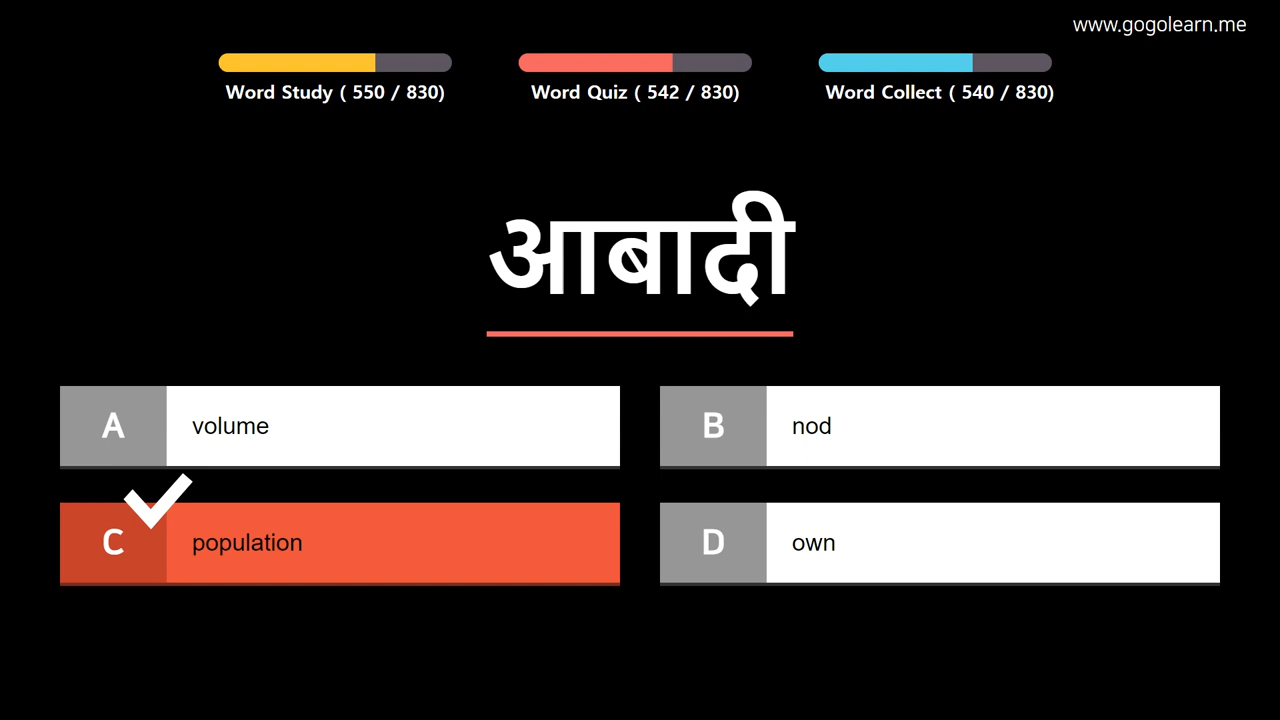 www.gogolearn.me
Word Study ( 550 / 830)
Word Quiz ( 542 / 830)
Word Collect ( 540 / 830)
आबादी
A volume
B nod
C population
D own